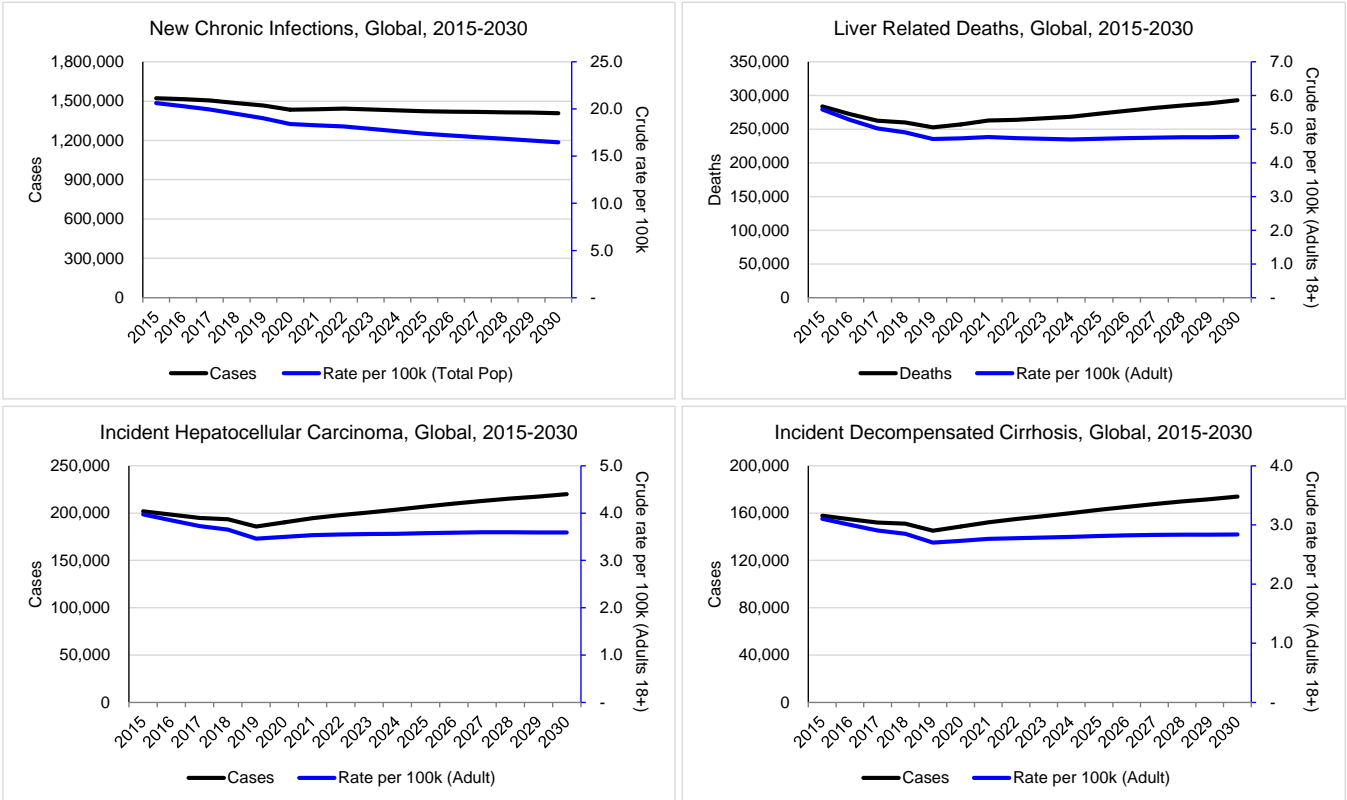 New Chronic Infections, Global, 2015-2030
1,800,000
1,500,000
1,200,000
900,000
600,000
300,000
0
Cases
25.0
20.0
15.0
10.0
5.0
-
Crude rate per 100k
2015 2016 2017 2018 2019 2020 2021 2022 2023 2024 2025 2026 2027 2028 2029 2030
Cases Rate per 100k (Total Pop)
Liver Related Deaths, Global, 2015-2030
350,000
300,000
250,000
200,000
150,000
100,000
50,000
0
Deaths
7.0
6.0
5.0
4.0
3.0
2.0
1.0
-
Crude rate per 100k (Adults 18+)
2015 2016 2017 2018 2019 2020 2021 2022 2023 2024 2025 2026 2027 2028 2029 2030
Deaths Rate per 100k (Adult)
Incident Hepatocellular Carcinoma, Global, 2015-2030
250,000
200,000
150,000
100,000
50,000
0
Cases
5.0
4.0
3.0
2.0
1.0
-
Crude rate per 100k (Adults 18+)
2015 2016 2017 2018 2019 2020 2021 2022 2023 2024 2025 2026 2027 2028 2029 2030
Cases Rate per 100k (Adult)
Incident Decompensated Cirrhosis, Global, 2015-2030
200,000
160,000
120,000
80,000
40,000
0
Cases
4.0
3.0
2.0
1.0
-
Crude rate per 100k (Adults 18+)
2015 2016 2017 2018 2019 2020 2021 2022 2023 2024 2025 2026 2027 2028 2029 2030
Cases Rate per 100k (Adult)